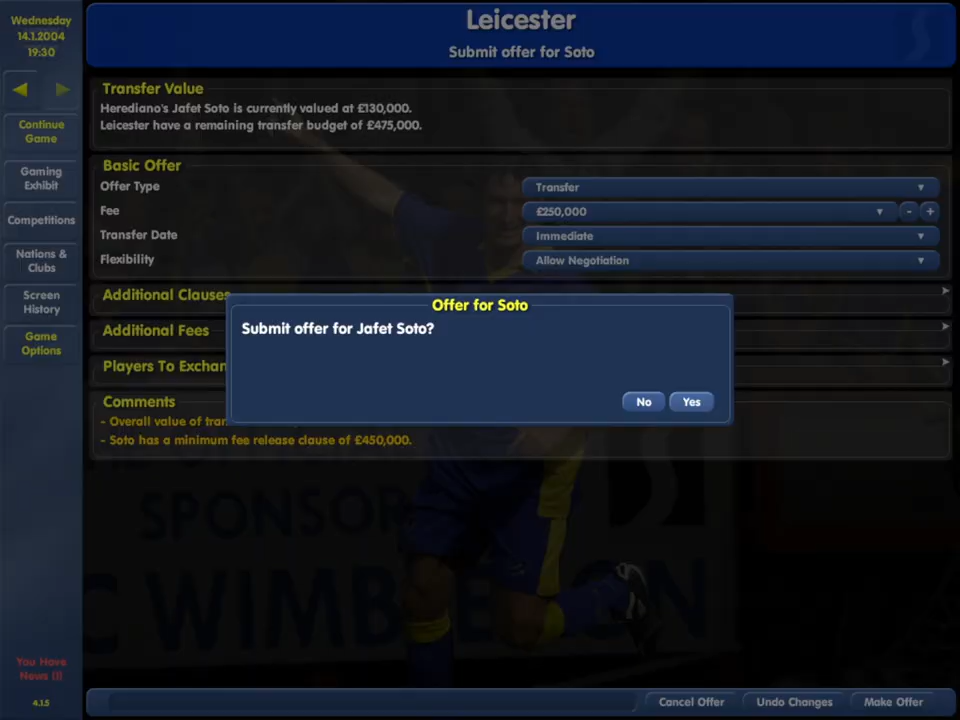 Wednesday
14.1.2004
19:30
Continue
Game
Gaming
Exhibit
Competitions
Nations &
Clubs
Screen
History
Game
Options
You Have
News (1)
4.1.5
Leicester
Submit offer for Soto
Transfer Value
Herediano's Jafet Soto is currently valued at £130,000.
Leicester have a remaining transfer budget of £475,000.
Basic Offer
Offer Type Transfer
Fee £250,000 - +
Transfer Date Immediate
Flexibility Allow Negotiation
Additional Clauses
Additional Fees
Players To Exchan
Comments
- Overall value of tran
- Soto has a minimum fee release clause of £450,000.
Offer for Soto
Submit offer for Jafet Soto?
No Yes
SPONSOR
C WIMBLEDON
Cancel Offer Undo Changes Make Offer